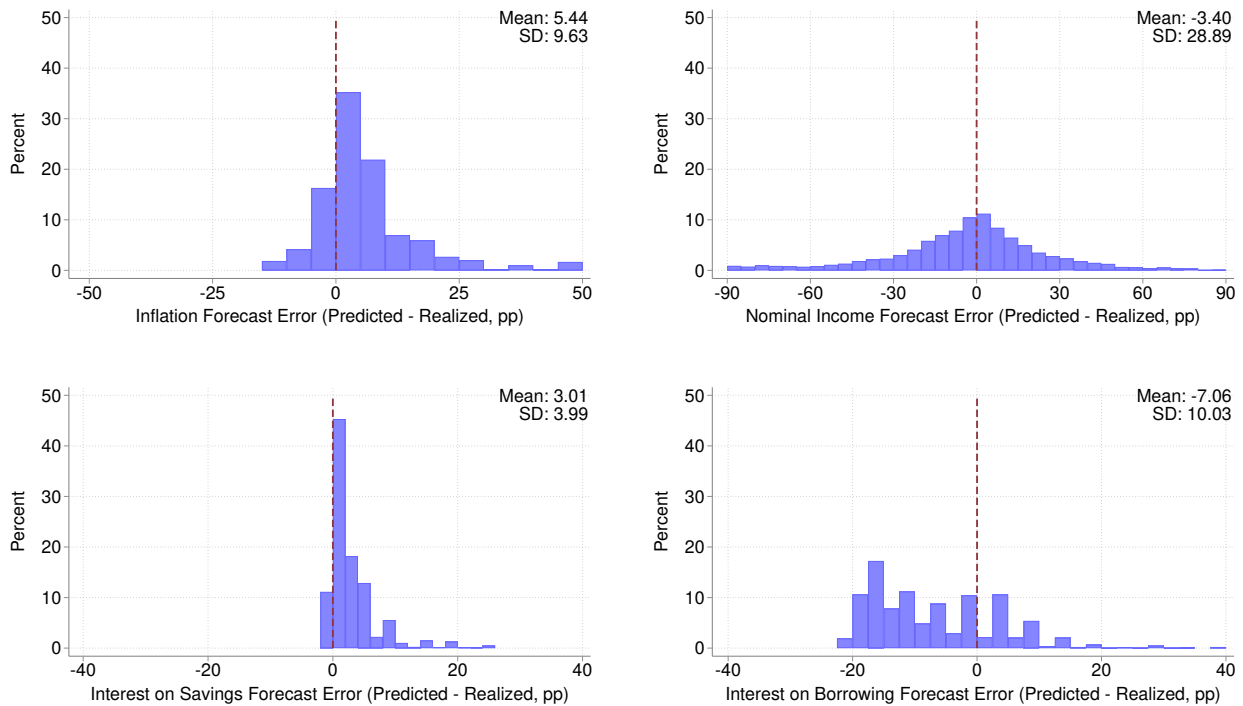 Mean: 5.44
SD: 9.63
Percent
50
40
30
20
10
0
-50
-25
0
25
50
Inflation Forecast Error (Predicted - Realized, pp)
Mean: -3.40
SD: 28.89
Percent
50
40
30
20
10
0
-90
-60
-30
0
30
60
90
Nominal Income Forecast Error (Predicted - Realized, pp)
Mean: 3.01
SD: 3.99
Percent
50
40
30
20
10
0
-40
-20
0
20
40
Interest on Savings Forecast Error (Predicted - Realized, pp)
Mean: -7.06
SD: 10.03
Percent
50
40
30
20
10
0
-40
-20
0
20
40
Interest on Borrowing Forecast Error (Predicted - Realized, pp)